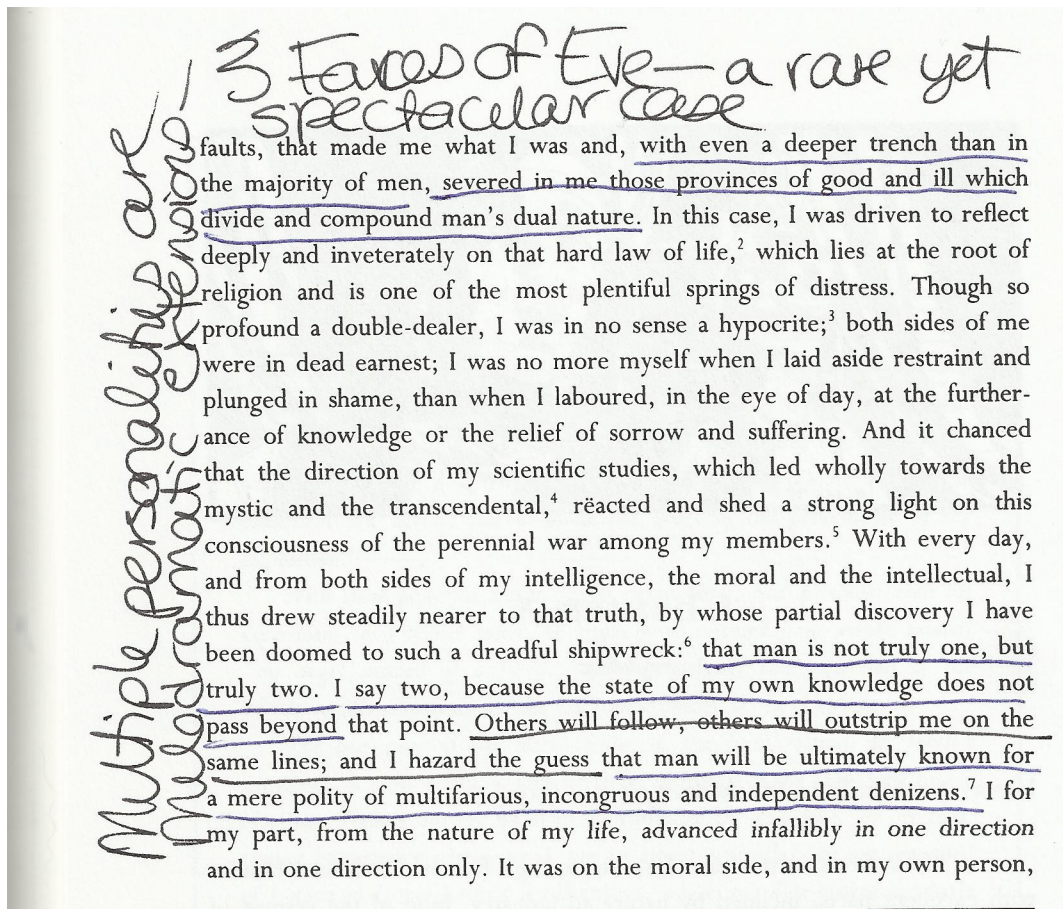 3 Faces of Eve — a rare yet
spectacular case
Multiple personalities are
melodramatic extensions —
faults, that made me what I was and, with even a deeper trench than in
the majority of men, severed in me those provinces of good and ill which
divide and compound man's dual nature. In this case, I was driven to reflect
deeply and inveterately on that hard law of life,² which lies at the root of
religion and is one of the most plentiful springs of distress. Though so
profound a double-dealer, I was in no sense a hypocrite;³ both sides of me
were in dead earnest; I was no more myself when I laid aside restraint and
plunged in shame, than when I laboured, in the eye of day, at the further-
ance of knowledge or the relief of sorrow and suffering. And it chanced
that the direction of my scientific studies, which led wholly towards the
mystic and the transcendental,⁴ rëacted and shed a strong light on this
consciousness of the perennial war among my members.⁵ With every day,
and from both sides of my intelligence, the moral and the intellectual, I
thus drew steadily nearer to that truth, by whose partial discovery I have
been doomed to such a dreadful shipwreck:⁶ that man is not truly one, but
truly two. I say two, because the state of my own knowledge does not
pass beyond that point. Others will follow, others will outstrip me on the
same lines; and I hazard the guess that man will be ultimately known for
a mere polity of multifarious, incongruous and independent denizens.⁷ I for
my part, from the nature of my life, advanced infallibly in one direction
and in one direction only. It was on the moral side, and in my own person,